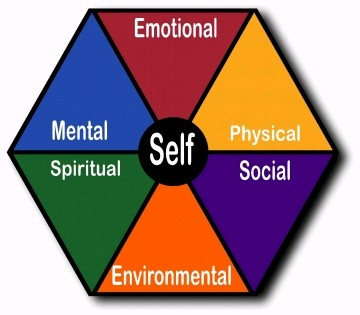 Emotional
Mental
Physical
Self
Spiritual
Social
Environmental